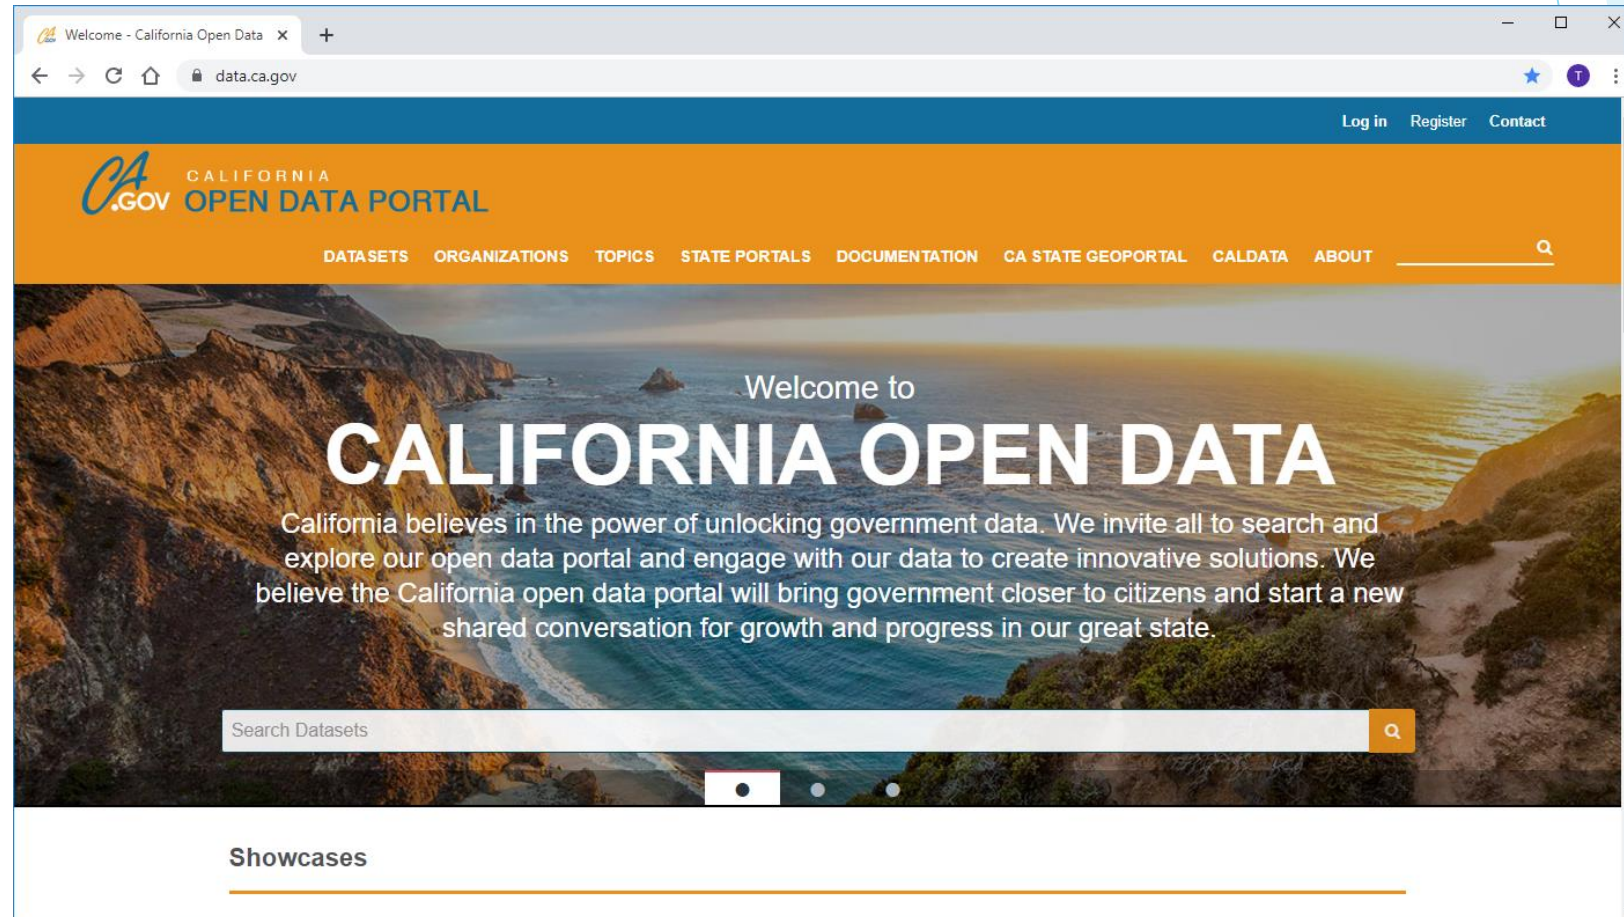 Welcome - California Open Data
data.ca.gov
T
Log in Register Contact
CA.GOV CALIFORNIA
OPEN DATA PORTAL
DATASETS ORGANIZATIONS TOPICS STATE PORTALS DOCUMENTATION CA STATE GEOPORTAL CALDATA ABOUT
Welcome to
CALIFORNIA OPEN DATA
California believes in the power of unlocking government data. We invite all to search and
explore our open data portal and engage with our data to create innovative solutions. We
believe the California open data portal will bring government closer to citizens and start a new
shared conversation for growth and progress in our great state.
Search Datasets
Showcases